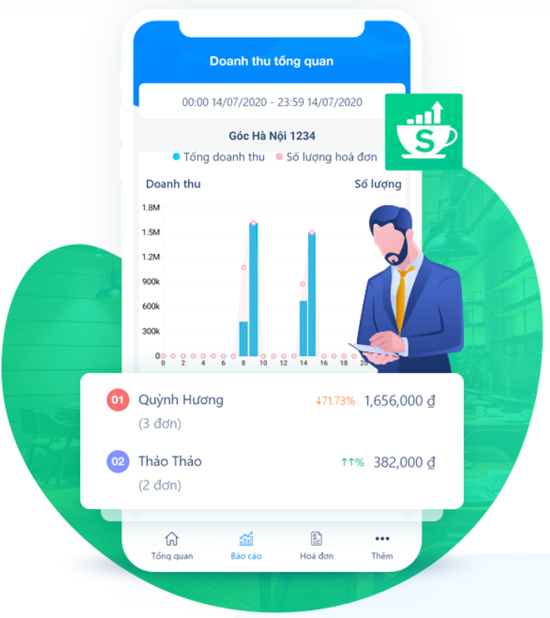 Doanh thu tổng quan
00:00 14/07/2020 - 23:59 14/07/2020
Góc Hà Nội 1234
Tổng doanh thu Số lượng hoá đơn
Doanh thu Số lượng
1.8M
1.5M
1.2M
900k
600k
300k
0
0 2 4 6 8 10 12 14 16 18 20
S
01 Quỳnh Hương ↓71.73% 1,656,000 ₫
(3 đơn)
02 Thảo Thảo ↑↑% 382,000 ₫
(2 đơn)
Tổng quan Báo cáo Hoá đơn Thêm